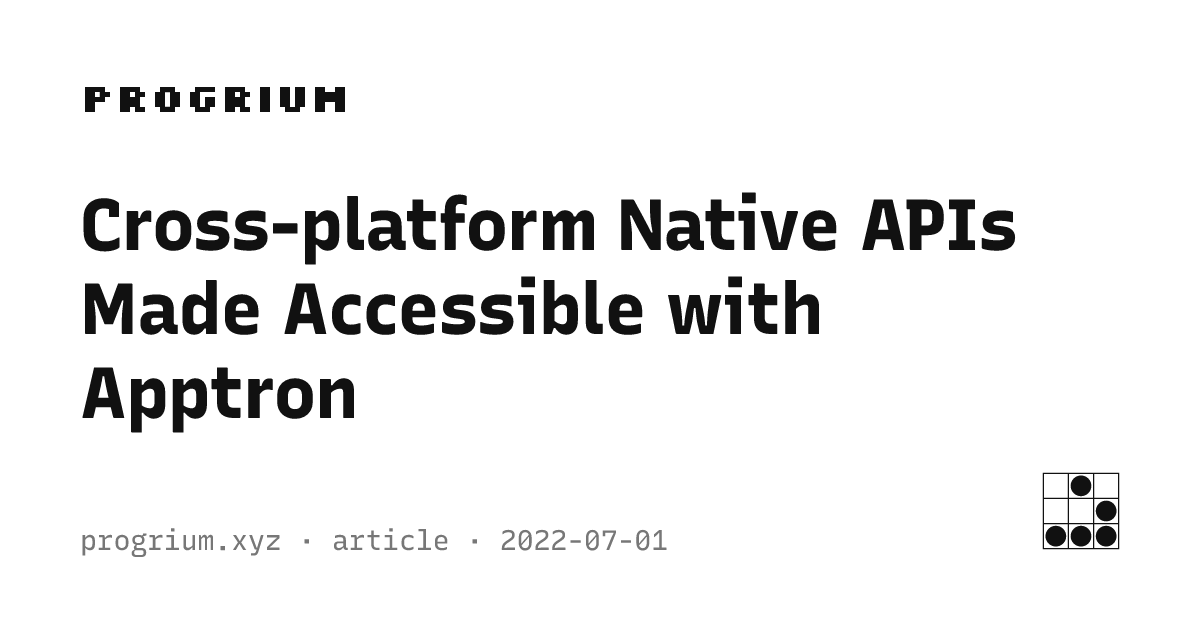 PROGRIUM
Cross-platform Native APIs
Made Accessible with
Apptron
progrium.xyz · article · 2022-07-01